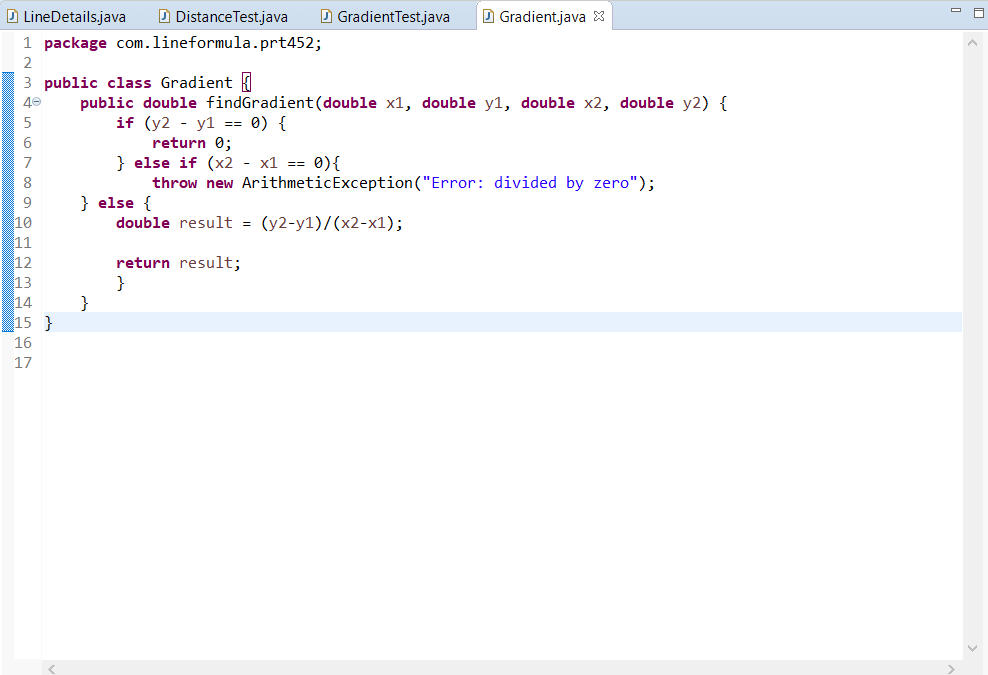 LineDetails.java DistanceTest.java GradientTest.java Gradient.java
1 package com.lineformula.prt452;
2
3 public class Gradient {
4 public double findGradient(double x1, double y1, double x2, double y2) {
5 if (y2 - y1 == 0) {
6 return 0;
7 } else if (x2 - x1 == 0){
8 throw new ArithmeticException("Error: divided by zero");
9 } else {
10 double result = (y2-y1)/(x2-x1);
11
12 return result;
13 }
14 }
15 }
16
17